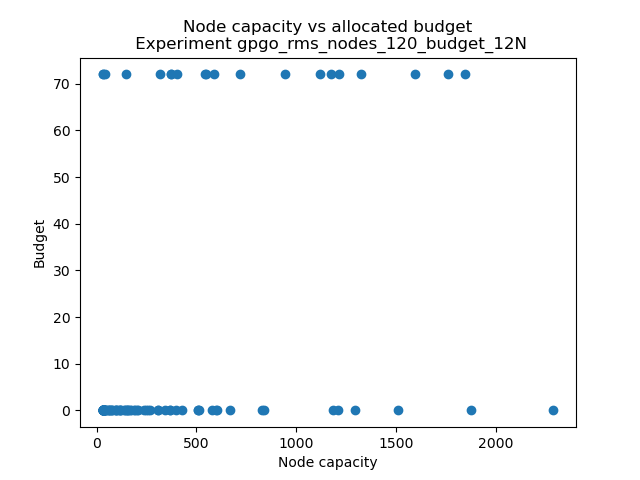 Node capacity vs allocated budget
Experiment gpgo_rms_nodes_120_budget_12N
70
60
50
40
30
20
10
0
Budget
0 500 1000 1500 2000
Node capacity